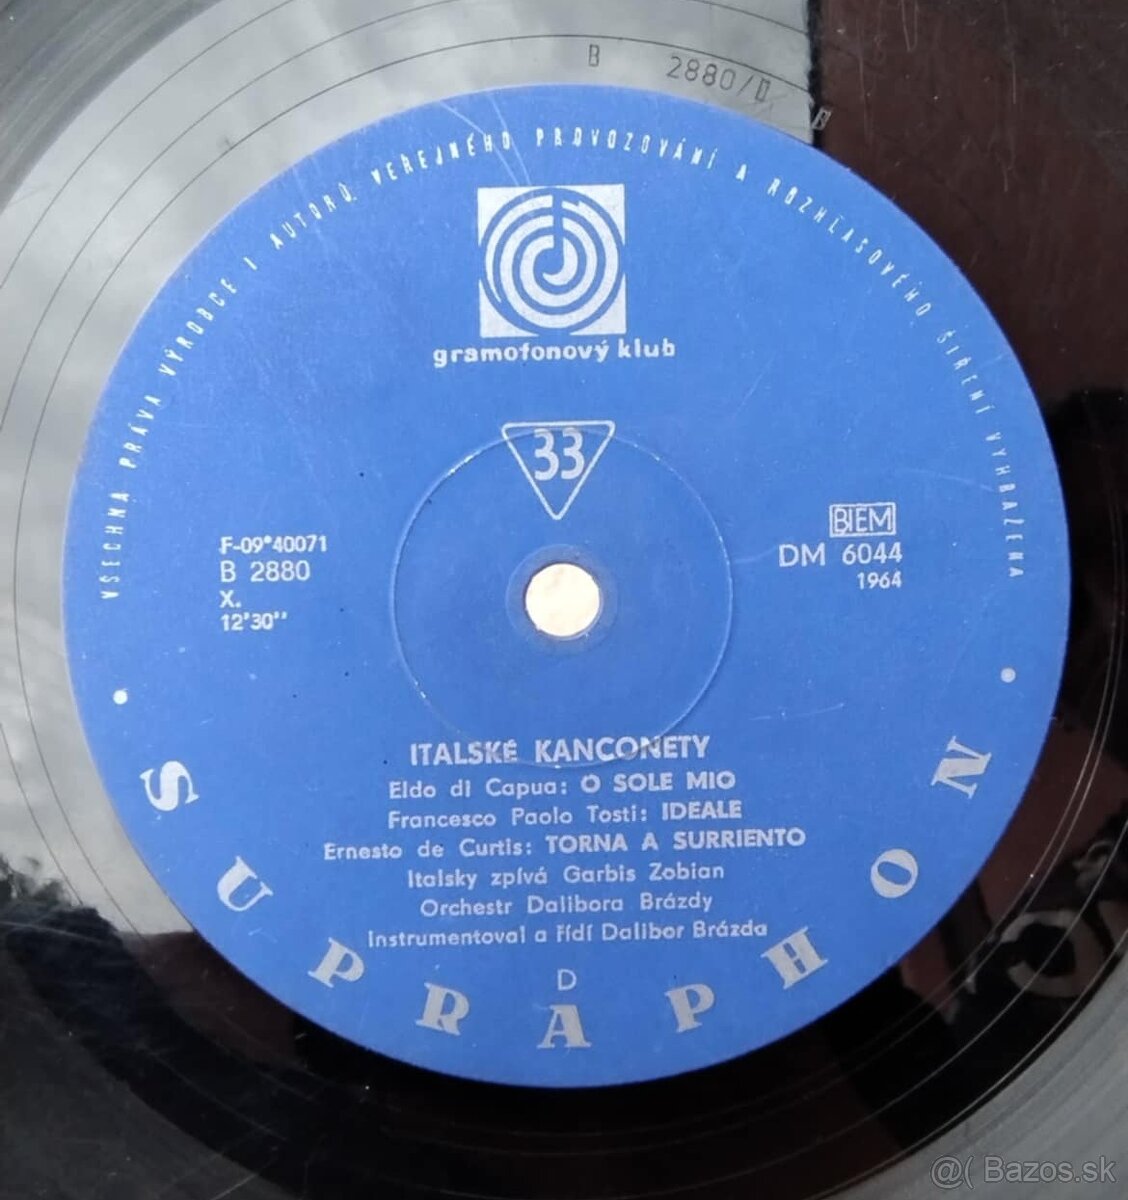 B 2880/D
VŠECHNA PRÁVA VÝROBCE I AUTORŮ VEŘEJNÉHO PROVOZOVÁNÍ A ROZHLASOVÉHO ŠÍŘENÍ VYHRAŽENA
gramofonový klub
33
F-09*40071
B 2880
X.
12'30''
BIEM
DM 6044
1964
ITALSKÉ KANCONETY
Eldo di Capua: O SOLE MIO
Francesco Paolo Tosti: IDEALE
Ernesto de Curtis: TORNA A SURRIENTO
Italsky zpívá Garbis Zobian
Orchestr Dalibora Brázdy
Instrumentoval a řídí Dalibor Brázda
D
SUPRAPHON
@( Bazos.sk